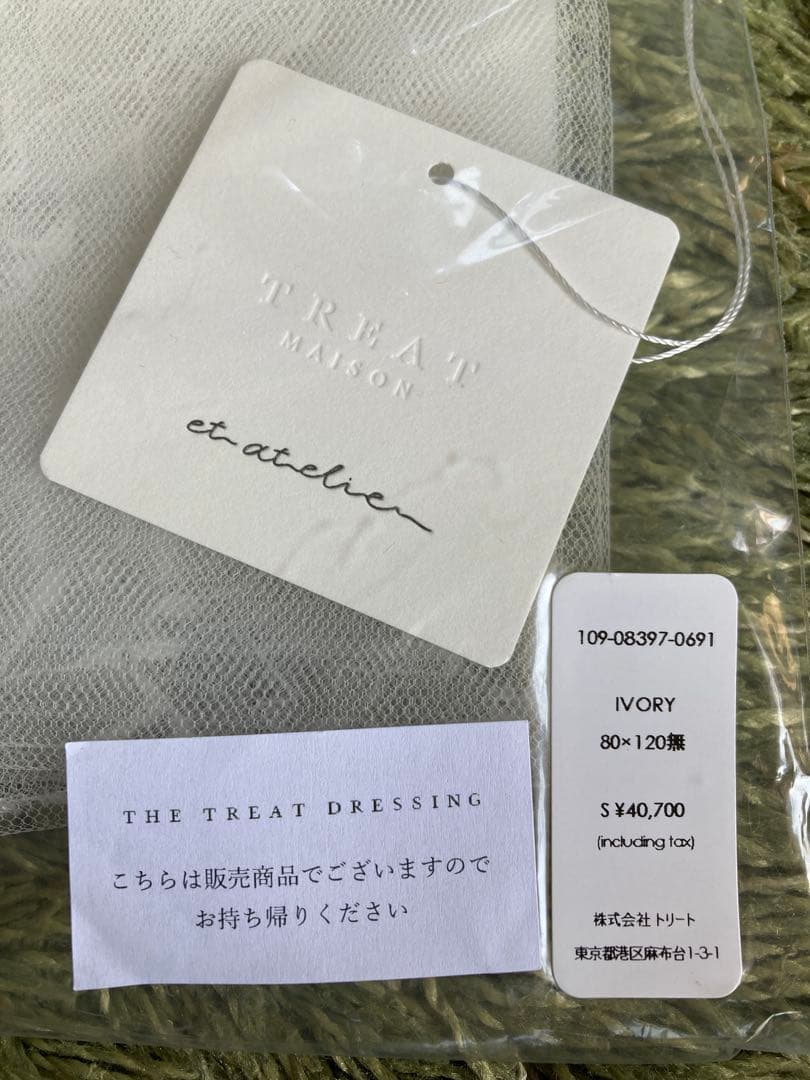 TREAT
MAISON
et atelier
THE TREAT DRESSING
こちらは販売商品でございますので
お持ち帰りください
109-08397-0691
IVORY
80×120無
S ¥40,700
(including tax)
株式会社トリート
東京都港区麻布台1-3-1